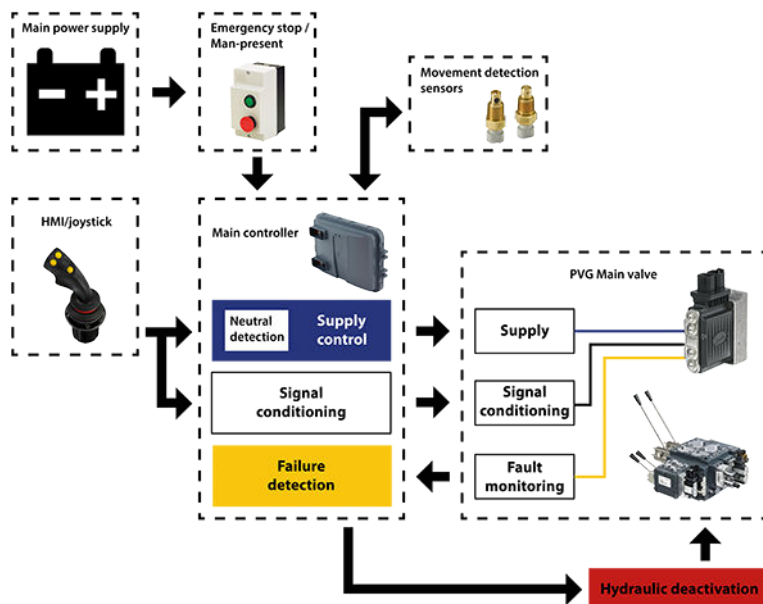 Main power supply
Emergency stop /
Man-present
Movement detection
sensors
HMI/joystick
Main controller
Neutral
detection
Supply
control
Signal
conditioning
Failure
detection
PVG Main valve
Supply
Signal
conditioning
Fault
monitoring
Hydraulic deactivation